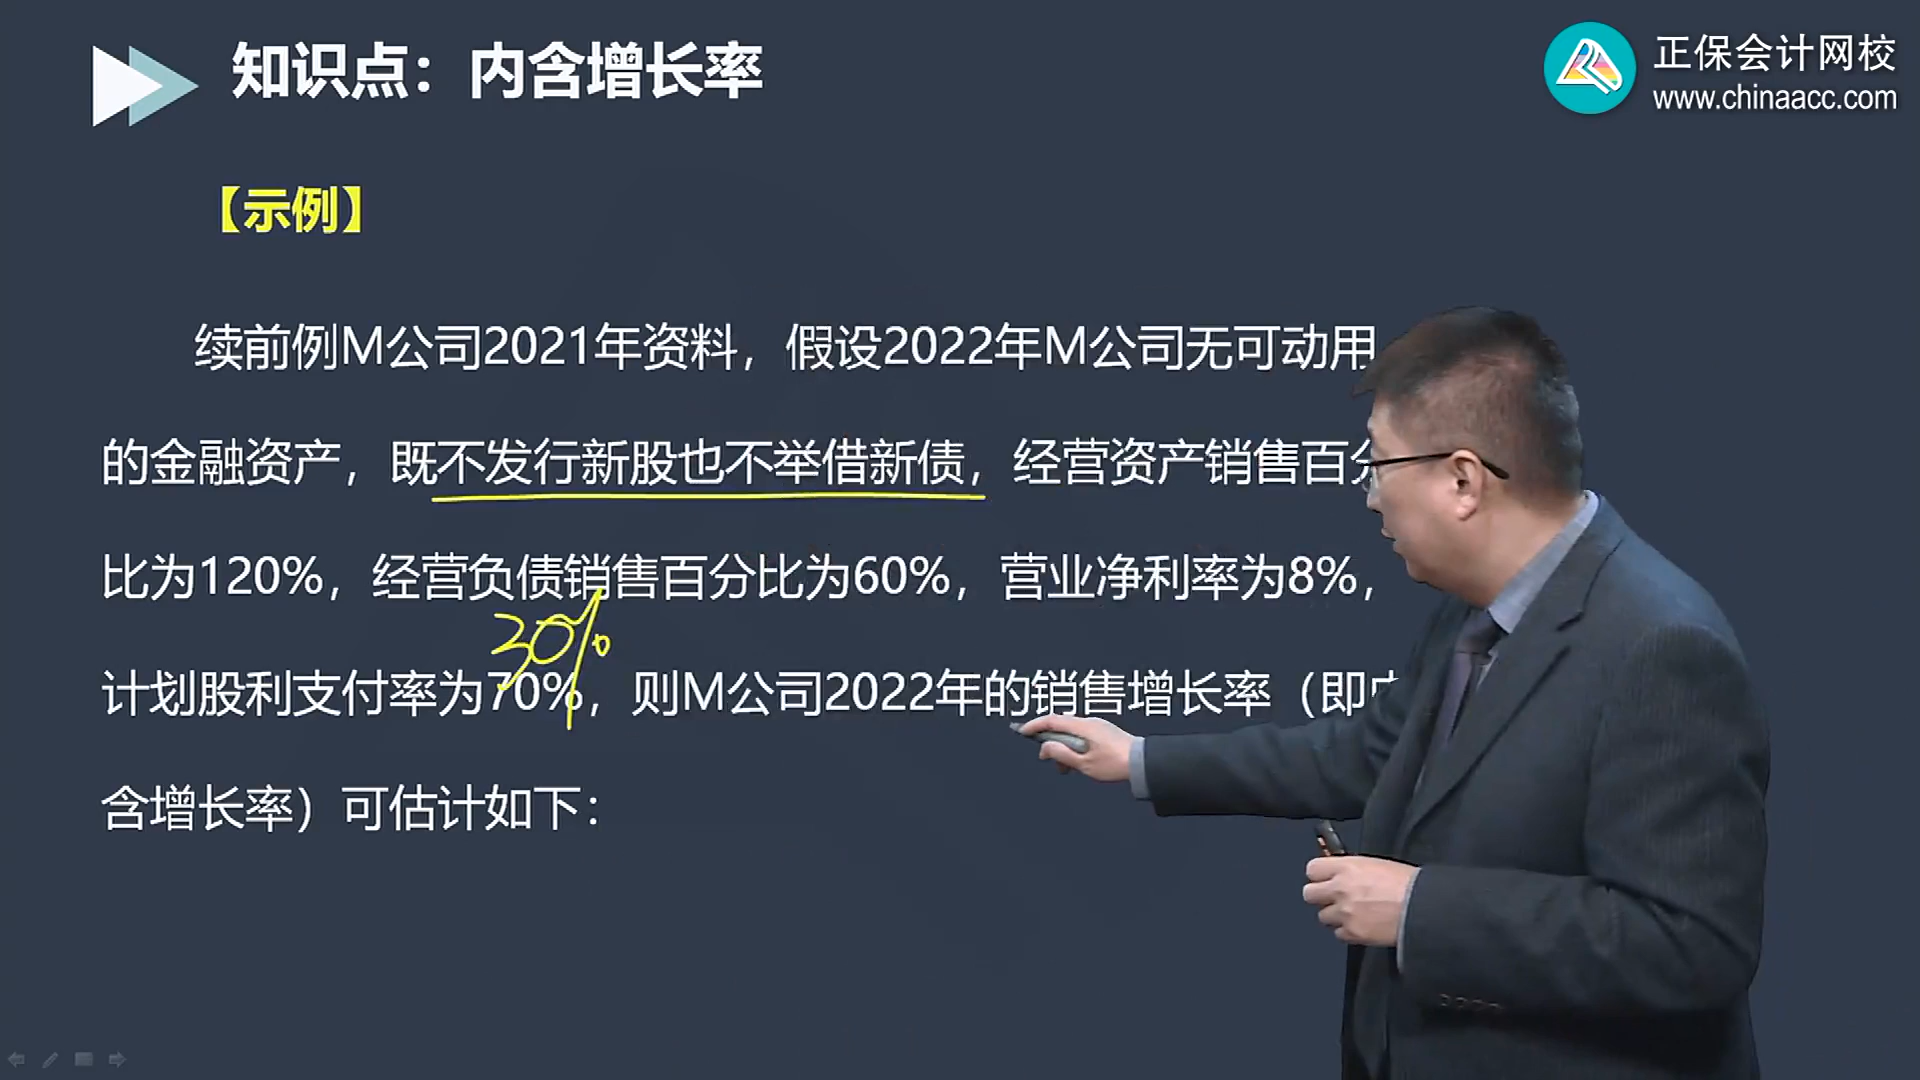 知识点：内含增长率
正保会计网校
www.chinaacc.com
【示例】
续前例M公司2021年资料，假设2022年M公司无可动用
的金融资产，既不发行新股也不举借新债，经营资产销售百分
比为120%，经营负债销售百分比为60%，营业净利率为8%，
30%
计划股利支付率为70%，则M公司2022年的销售增长率（即
含增长率）可估计如下：